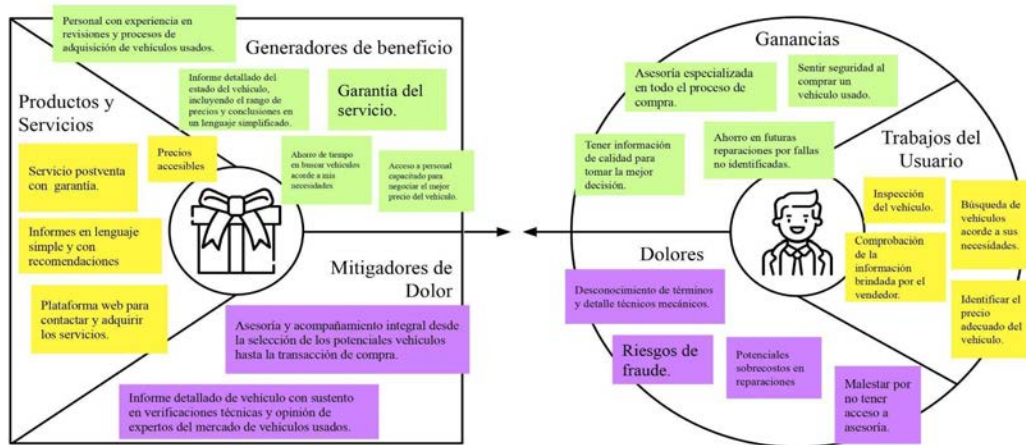 Personal con experiencia en
revisiones y procesos de
adquisición de vehículos usados.
Generadores de beneficio
Informe detallado del
estado del vehículo,
incluyendo el rango de
precios y conclusiones en
un lenguaje simplificado.
Garantía del
servicio.
Productos y
Servicios
Precios
accesibles
Servicio postventa
con garantía.
Ahorro de tiempo
en buscar vehículos
acorde a mis
necesidades
Acceso a personal
capacitado para
negociar el mejor
precio del vehículo.
Informes en lenguaje
simple y con
recomendaciones
Plataforma web para
contactar y adquirir
los servicios.
Mitigadores de
Dolor
Asesoría y acompañamiento integral desde
la selección de los potenciales vehículos
hasta la transacción de compra.
Informe detallado de vehículo con sustento
en verificaciones técnicas y opinión de
expertos del mercado de vehículos usados.
Ganancias
Asesoría especializada
en todo el proceso de
compra.
Sentir seguridad al
comprar un
vehículo usado.
Tener información
de calidad para
tomar la mejor
decisión.
Ahorro en futuras
reparaciones por fallas
no identificadas.
Trabajos del
Usuario
Inspección
del vehículo.
Búsqueda de
vehículos
acorde a sus
necesidades.
Comprobación
de la
información
brindada por el
vendedor.
Identificar el
precio
adecuado del
vehículo.
Dolores
Desconocimiento de términos
y detalle técnicos mecánicos.
Riesgos de
fraude.
Potenciales
sobrecostos en
reparaciones
Malestar por
no tener
acceso a
asesoría.